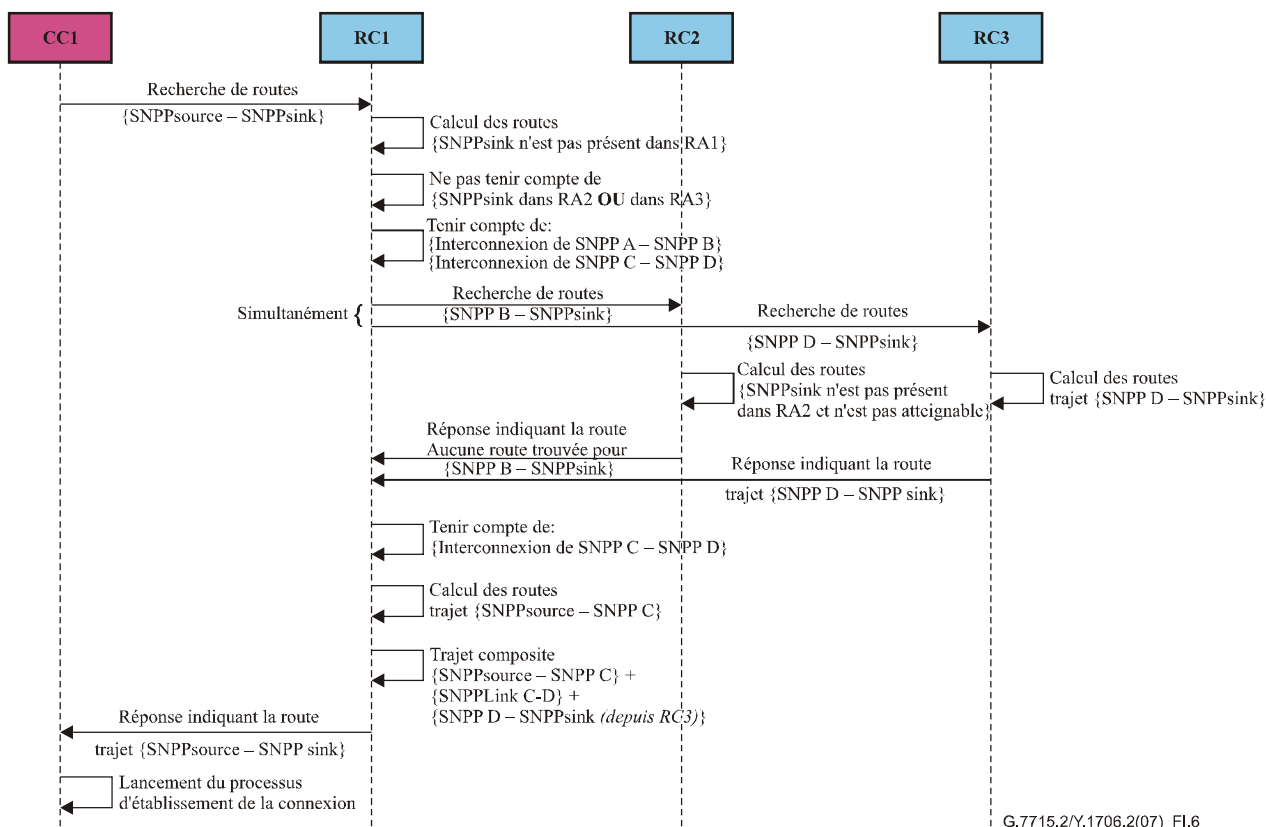 CC1
RC1
RC2
RC3
Recherche de routes
{SNPPsource – SNPPsink}
Calcul des routes
{SNPPsink n'est pas présent dans RA1}
Ne pas tenir compte de
{SNPPsink dans RA2 OU dans RA3}
Tenir compte de:
{Interconnexion de SNPP A – SNPP B}
{Interconnexion de SNPP C – SNPP D}
Simultanément {
Recherche de routes
{SNPP B – SNPPsink}
Recherche de routes
{SNPP D – SNPPsink}
Calcul des routes
{SNPPsink n'est pas présent
dans RA2 et n'est pas atteignable}
Calcul des routes
trajet {SNPP D – SNPPsink}
Réponse indiquant la route
Aucune route trouvée pour
{SNPP B – SNPPsink}
Réponse indiquant la route
trajet {SNPP D – SNPP sink}
Tenir compte de:
{Interconnexion de SNPP C – SNPP D}
Calcul des routes
trajet {SNPPsource – SNPP C}
Trajet composite
{SNPPsource – SNPP C} +
{SNPPLink C-D} +
{SNPP D – SNPPsink (depuis RC3)}
Réponse indiquant la route
trajet {SNPPsource – SNPP sink}
Lancement du processus
d'établissement de la connexion
G.7715.2/Y.1706.2(07)_FI.6